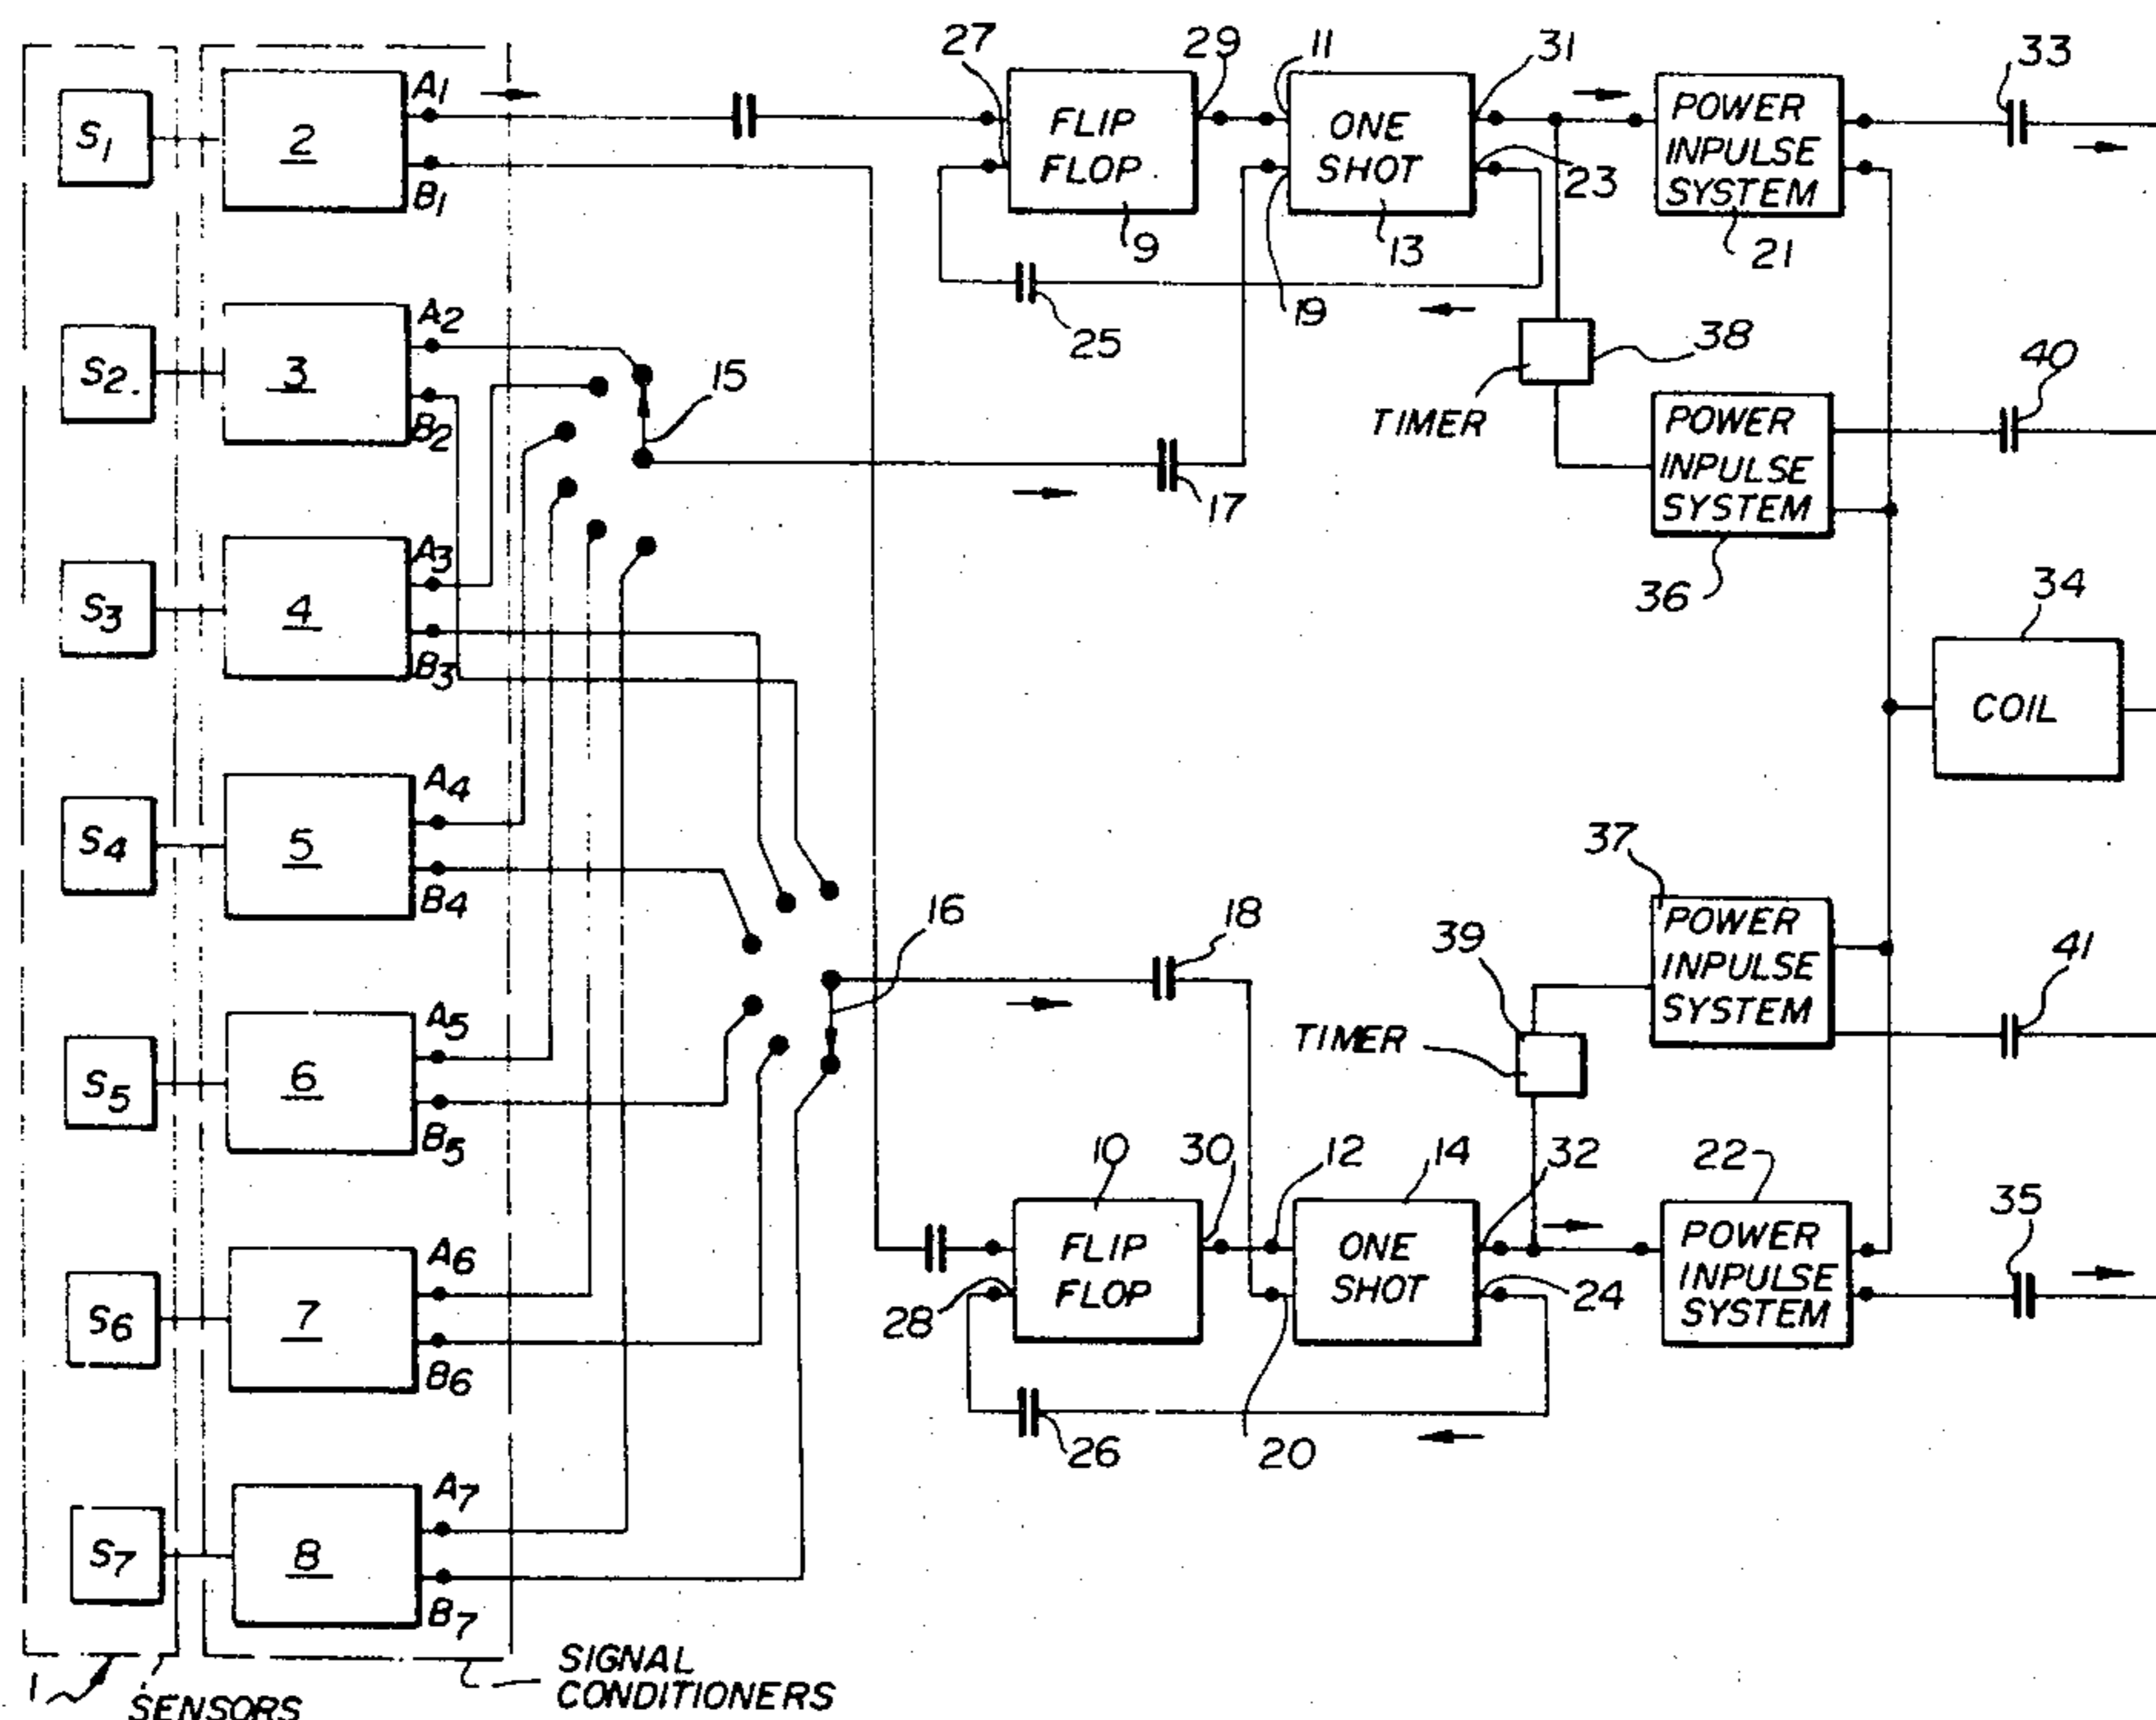 27
29
11
31
33
S1
2
A1
B1
FLIP
FLOP
9
ONE
SHOT
13
23
POWER
INPULSE
SYSTEM
21
25
19
S2
3
A2
B2
15
38
TIMER
40
17
POWER
INPULSE
SYSTEM
36
S3
4
A3
B3
34
COIL
S4
5
A4
B4
37
POWER
INPULSE
SYSTEM
16
18
39
TIMER
41
S5
6
A5
B5
10
30
12
14
32
22
35
S6
7
A6
B6
28
FLIP
FLOP
ONE
SHOT
24
POWER
INPULSE
SYSTEM
26
20
S7
8
A7
B7
1
SENSORS
SIGNAL
CONDITIONERS